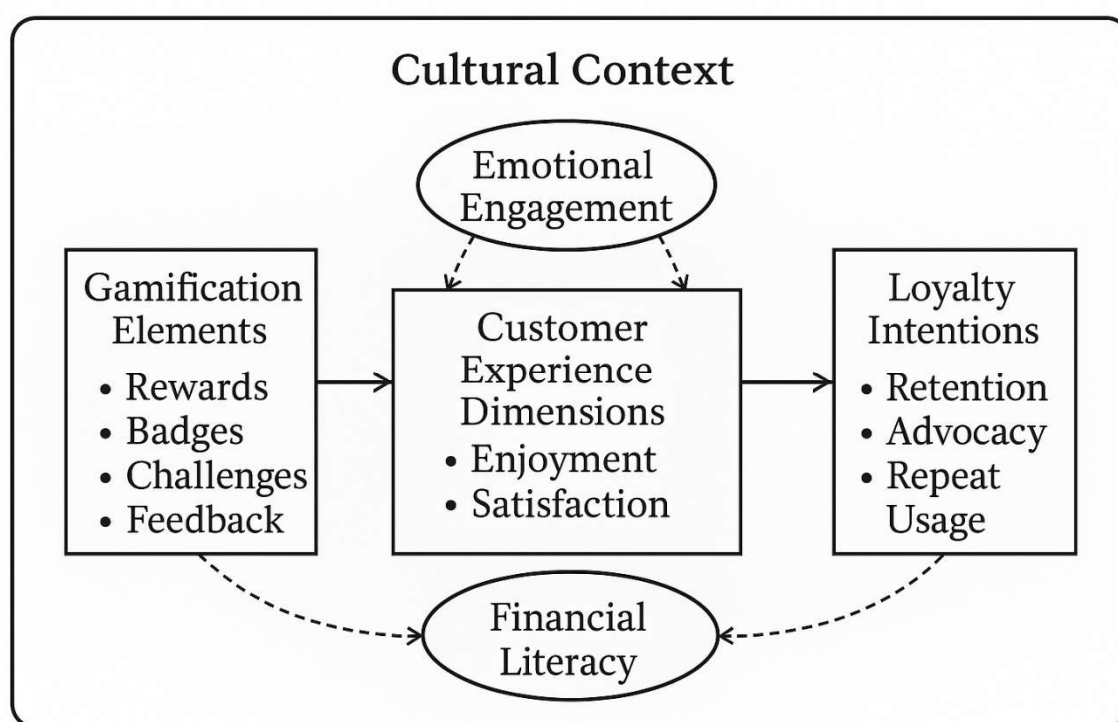 Cultural Context
Emotional
Engagement
Gamification
Elements
• Rewards
• Badges
• Challenges
• Feedback
Customer
Experience
Dimensions
• Enjoyment
• Satisfaction
Loyalty
Intentions
• Retention
• Advocacy
• Repeat
Usage
Financial
Literacy